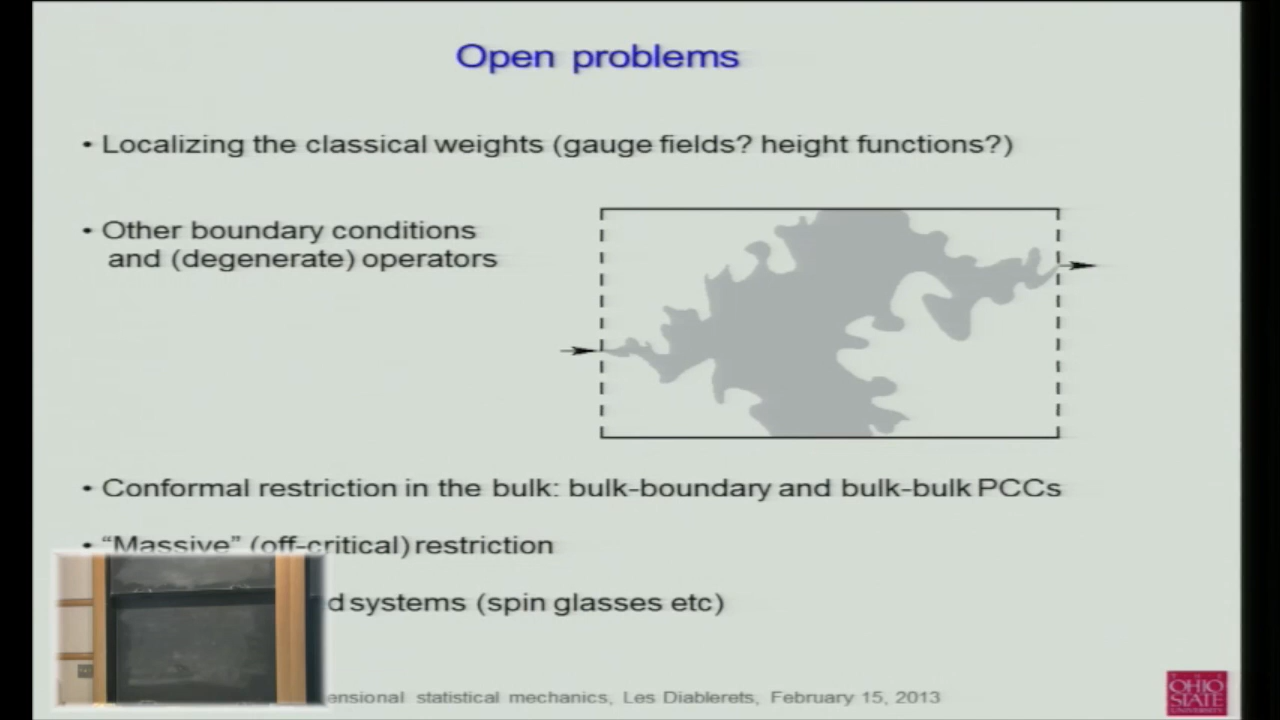 Open problems
• Localizing the classical weights (gauge fields? height functions?)
• Other boundary conditions
and (degenerate) operators
• Conformal restriction in the bulk: bulk-boundary and bulk-bulk PCCs
• “Massive” (off-critical) restriction
systems (spin glasses etc)
statistical mechanics, Les Diablerets, February 15, 2013
OHIO
STATE